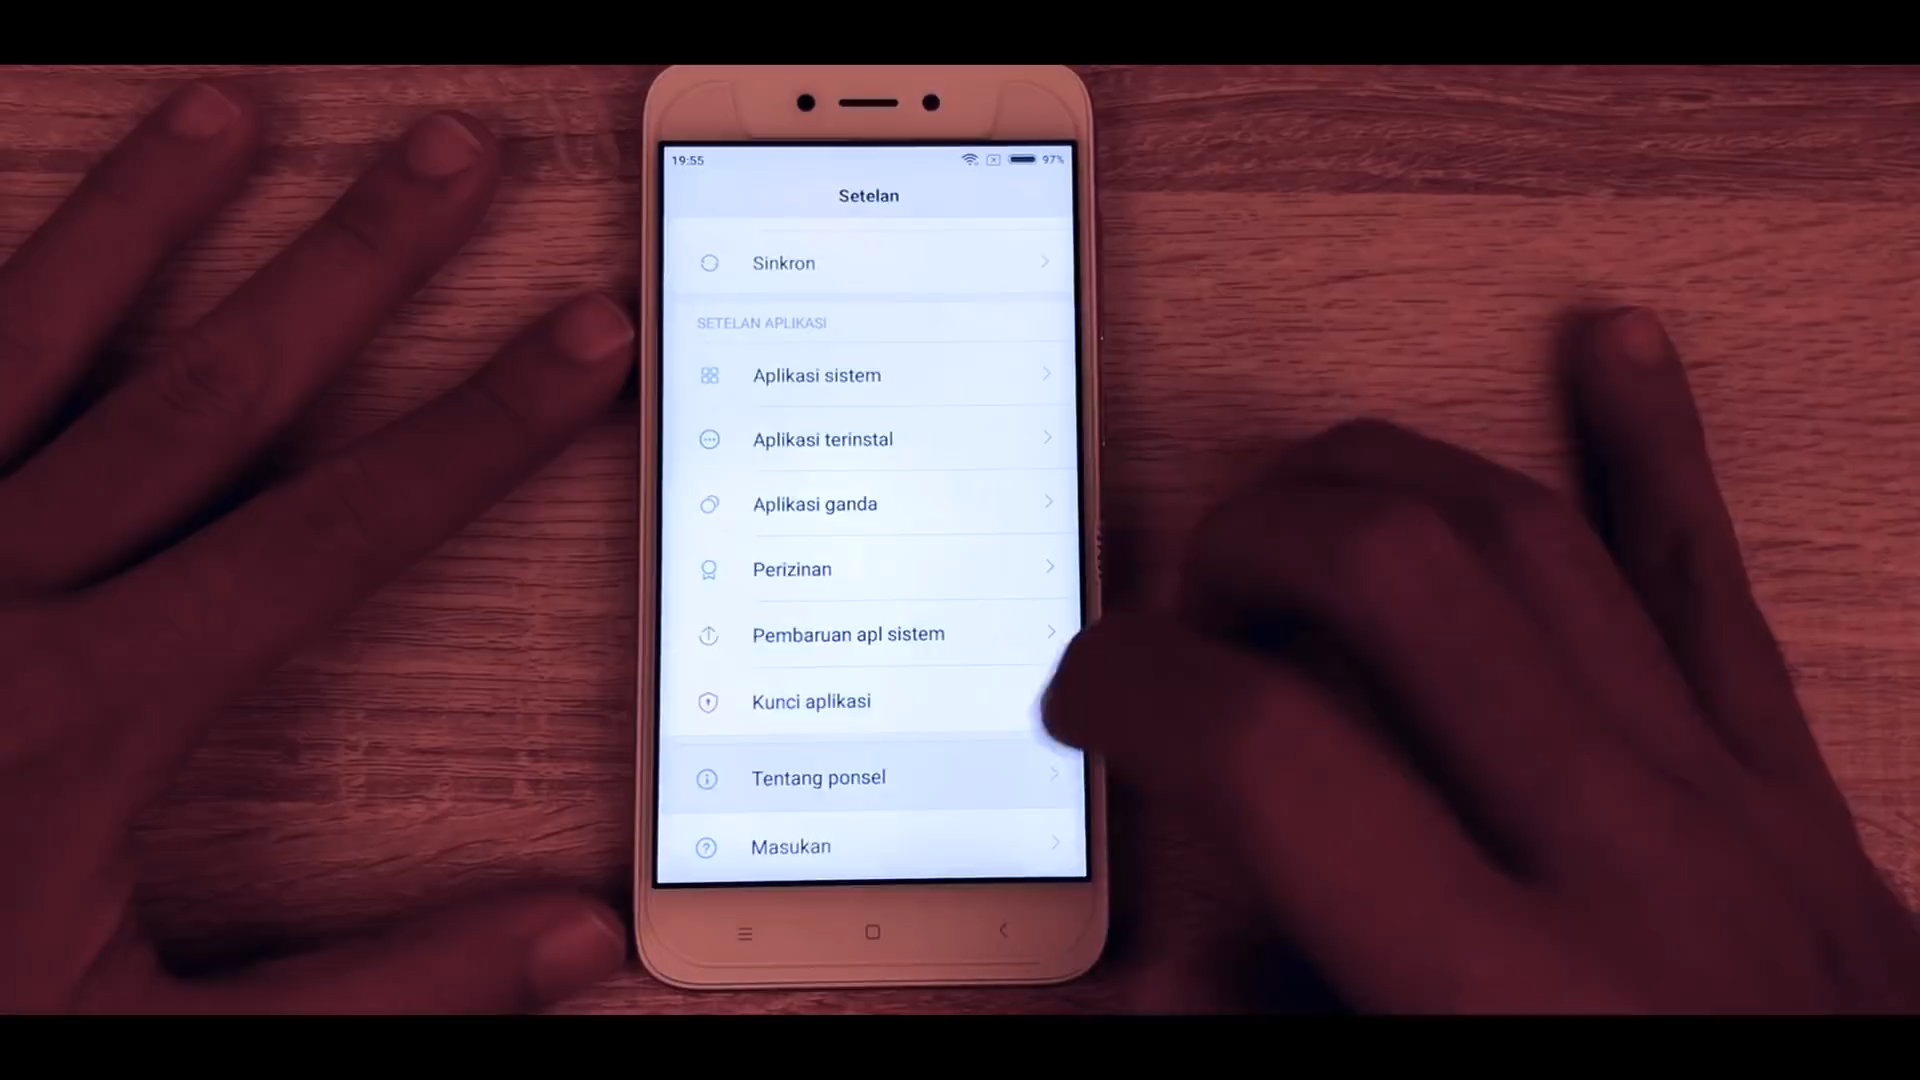 19:55
97%
Setelan
Sinkron
SETELAN APLIKASI
Aplikasi sistem
Aplikasi terinstal
Aplikasi ganda
Perizinan
Pembaruan apl sistem
Kunci aplikasi
Tentang ponsel
Masukan